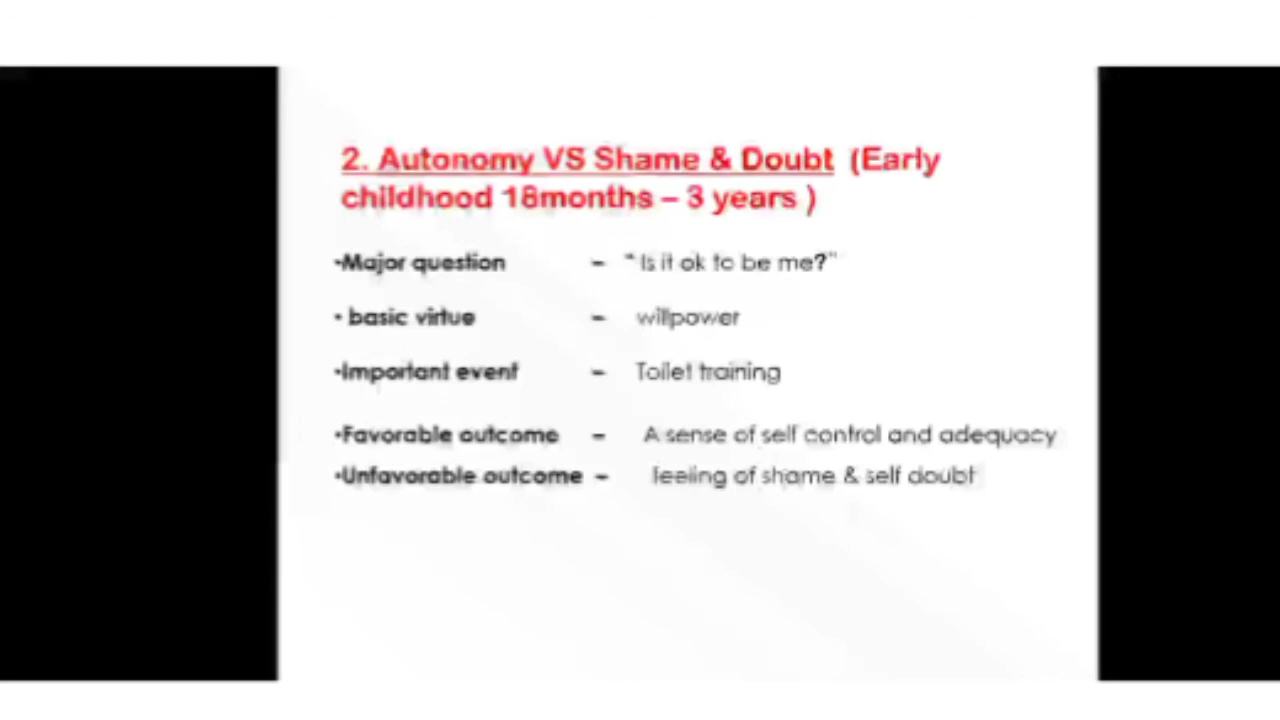 2. Autonomy VS Shame & Doubt (Early
childhood 18months – 3 years )
•Major question – “ Is it ok to be me?”
• basic virtue – willpower
•Important event – Toilet training
•Favorable outcome – A sense of self control and adequacy
•Unfavorable outcome – feeling of shame & self doubt